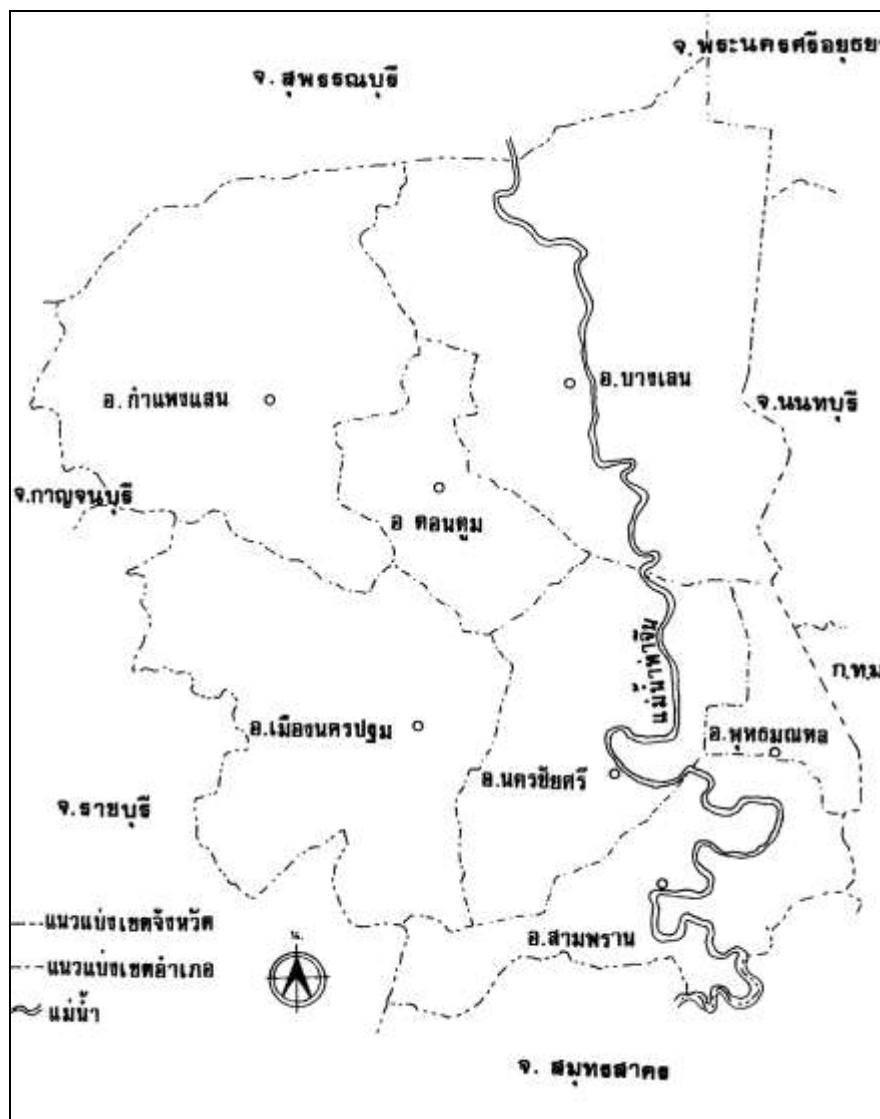 จ. สุพรรณบุรี
จ. พระนครศรีอยุธย
อ. กำแพงแสน
อ. บางเลน
จ. นนทบุรี
จ.กาญจนบุรี
อ ดอนตูม
แม่น้ำท่าจีน
ก.ท.ม
อ.เมืองนครปฐม
อ.พุทธมณฑล
อ.นครชัยศรี
จ. ราชบุรี
แนวแบ่งเขตจังหวัด
แนวแบ่งเขตอำเภอ
แม่น้ำ
น.
อ.สามพราน
จ. สมุทรสาคร